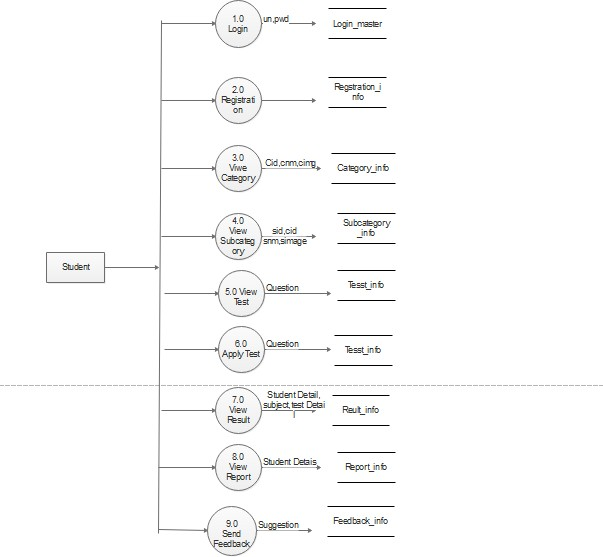 1.0
Login
un,pwd
Login_master
2.0
Registrati
on
Regstration_i
nfo
3.0
Viwe
Category
Cid,cnm,cimg
Category_info
4.0
View
Subcateg
ory
sid,cid
snm,simage
Subcategory
_info
Student
5.0 View
Test
Question
Tesst_info
6.0
Apply Test
Question
Tesst_info
7.0
View
Result
Student Detail,
subject,test Detai
l
Reult_info
8.0
View
Report
Student Detais
Report_info
9.0
Send
Feedback
Suggestion
Feedback_info